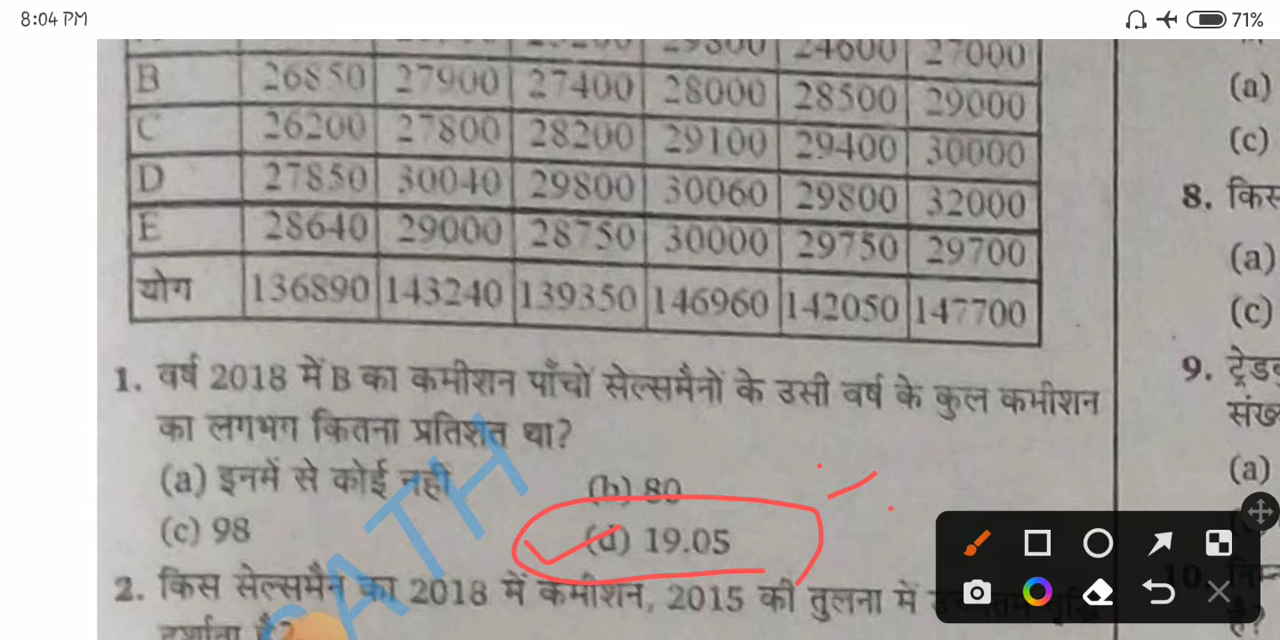 8:04 PM
71%
24600 27000
B 26850 27900 27400 28000 28500 29000
C 26200 27800 28200 29100 29400 30000
D 27850 30040 29800 30060 29800 32000
E 28640 29000 28750 30000 29750 29700
योग 136890 143240 139350 146960 142050 147700
1. वर्ष 2018 में B का कमीशन पाँचों सेल्समैनों के उसी वर्ष के कुल कमीशन
का लगभग कितना प्रतिशत था?
(a) इनमें से कोई नहीं (b) 80
(c) 98 (d) 19.05
2. किस सेल्समैन का 2018 में कमीशन, 2015 की तुलना में
(a)
(c)
8. किस
(a)
(c)
9.
(a)
10.